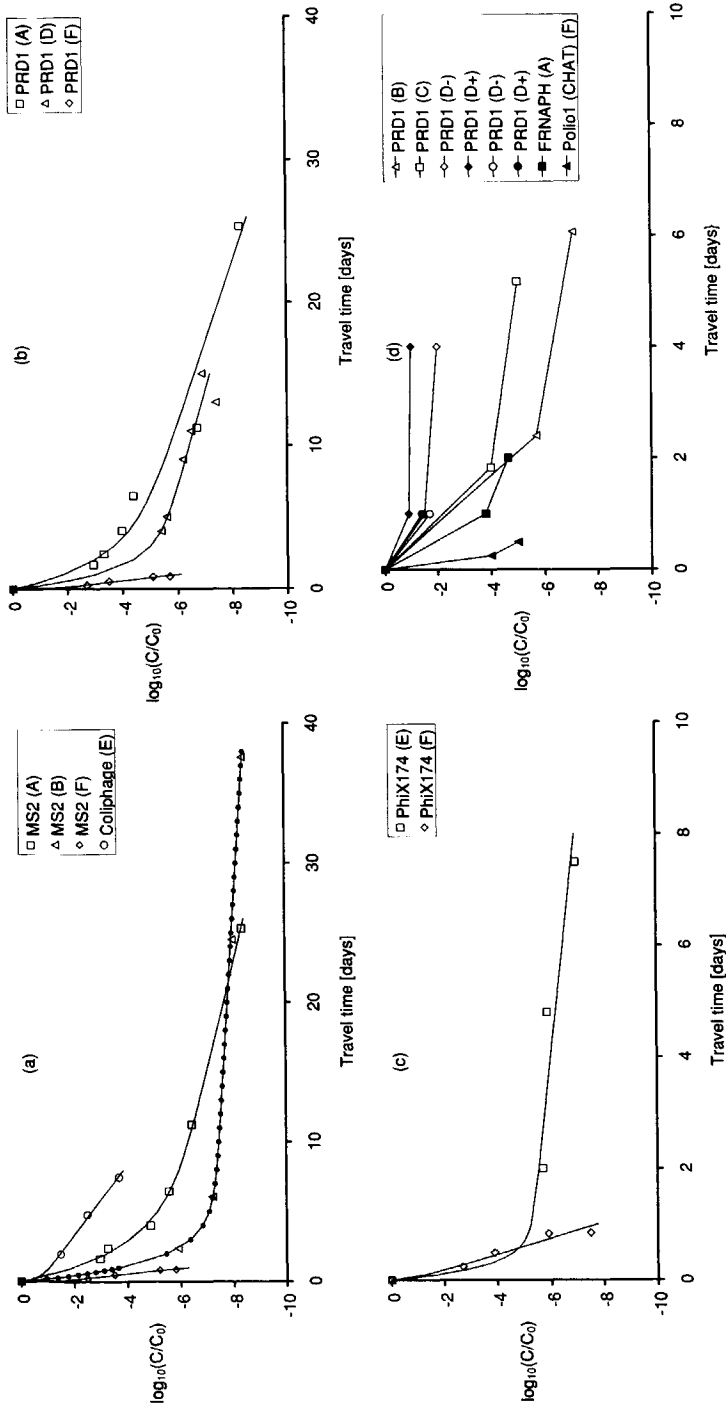 (a)
□ MS2 (A)
△ MS2 (B)
◇ MS2 (F)
○ Coliphage (E)
log₁₀(C/C₀)
0
-2
-4
-6
-8
-10
0
10
20
30
40
Travel time [days]
(b)
□ PRD1 (A)
△ PRD1 (D)
◇ PRD1 (F)
log₁₀(C/C₀)
0
-2
-4
-6
-8
-10
0
10
20
30
40
Travel time [days]
(c)
□ PhiX174 (E)
◇ PhiX174 (F)
log₁₀(C/C₀)
0
-2
-4
-6
-8
-10
0
2
4
6
8
10
Travel time [days]
(d)
PRD1 (B)
PRD1 (C)
PRD1 (D-)
PRD1 (D+)
PRD1 (D-)
PRD1 (D+)
FRNAPH (A)
Polio1 (CHAT) (F)
log₁₀(C/C₀)
0
-2
-4
-6
-8
-10
0
2
4
6
8
10
Travel time [days}